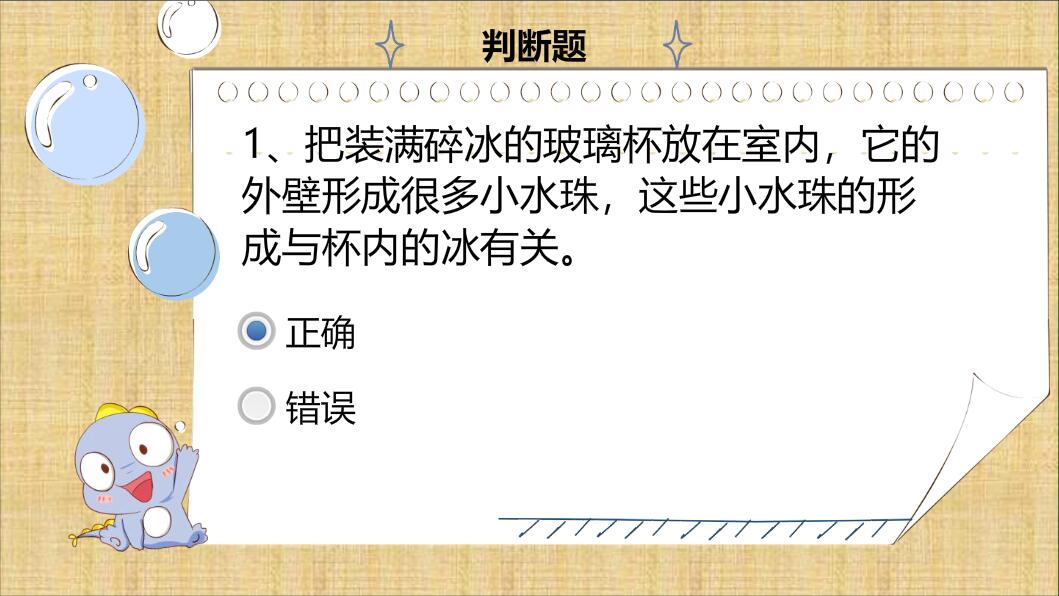 判断题
1、把装满碎冰的玻璃杯放在室内，它的
外壁形成很多小水珠，这些小水珠的形
成与杯内的冰有关。
正确
错误